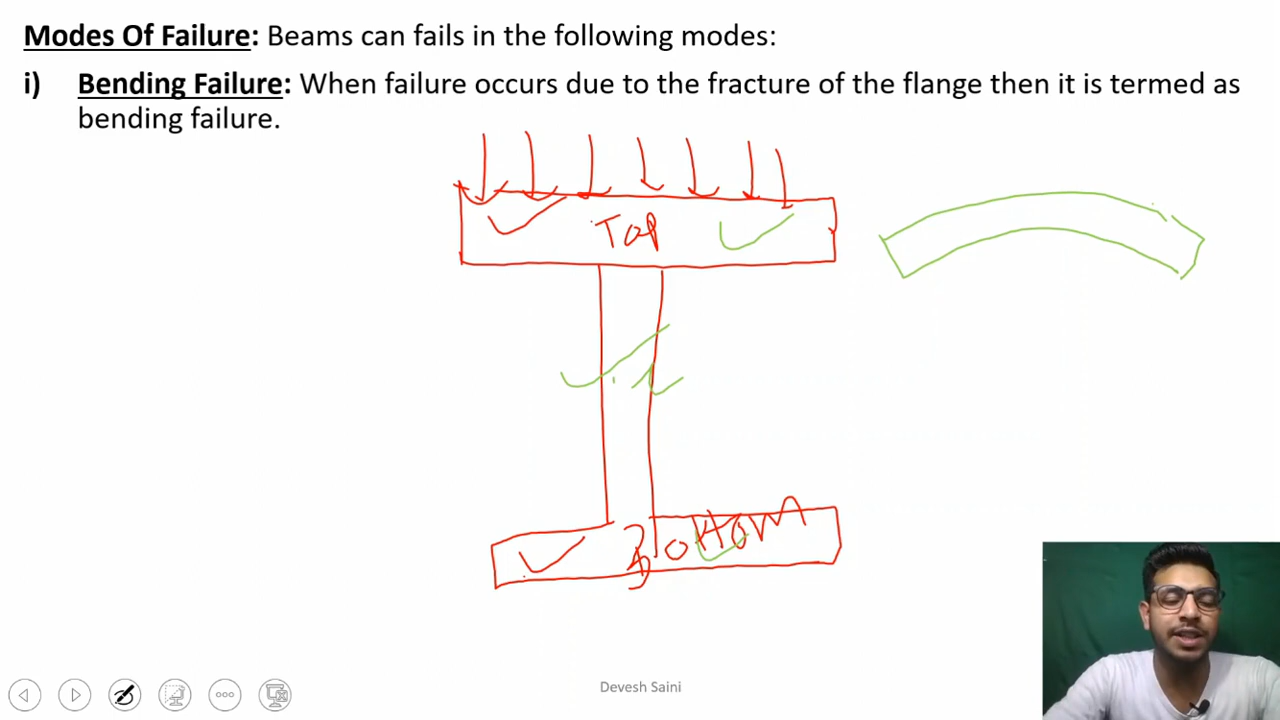 Modes Of Failure: Beams can fails in the following modes:
i) Bending Failure: When failure occurs due to the fracture of the flange then it is termed as
bending failure.
Top
Bottom
Devesh Saini